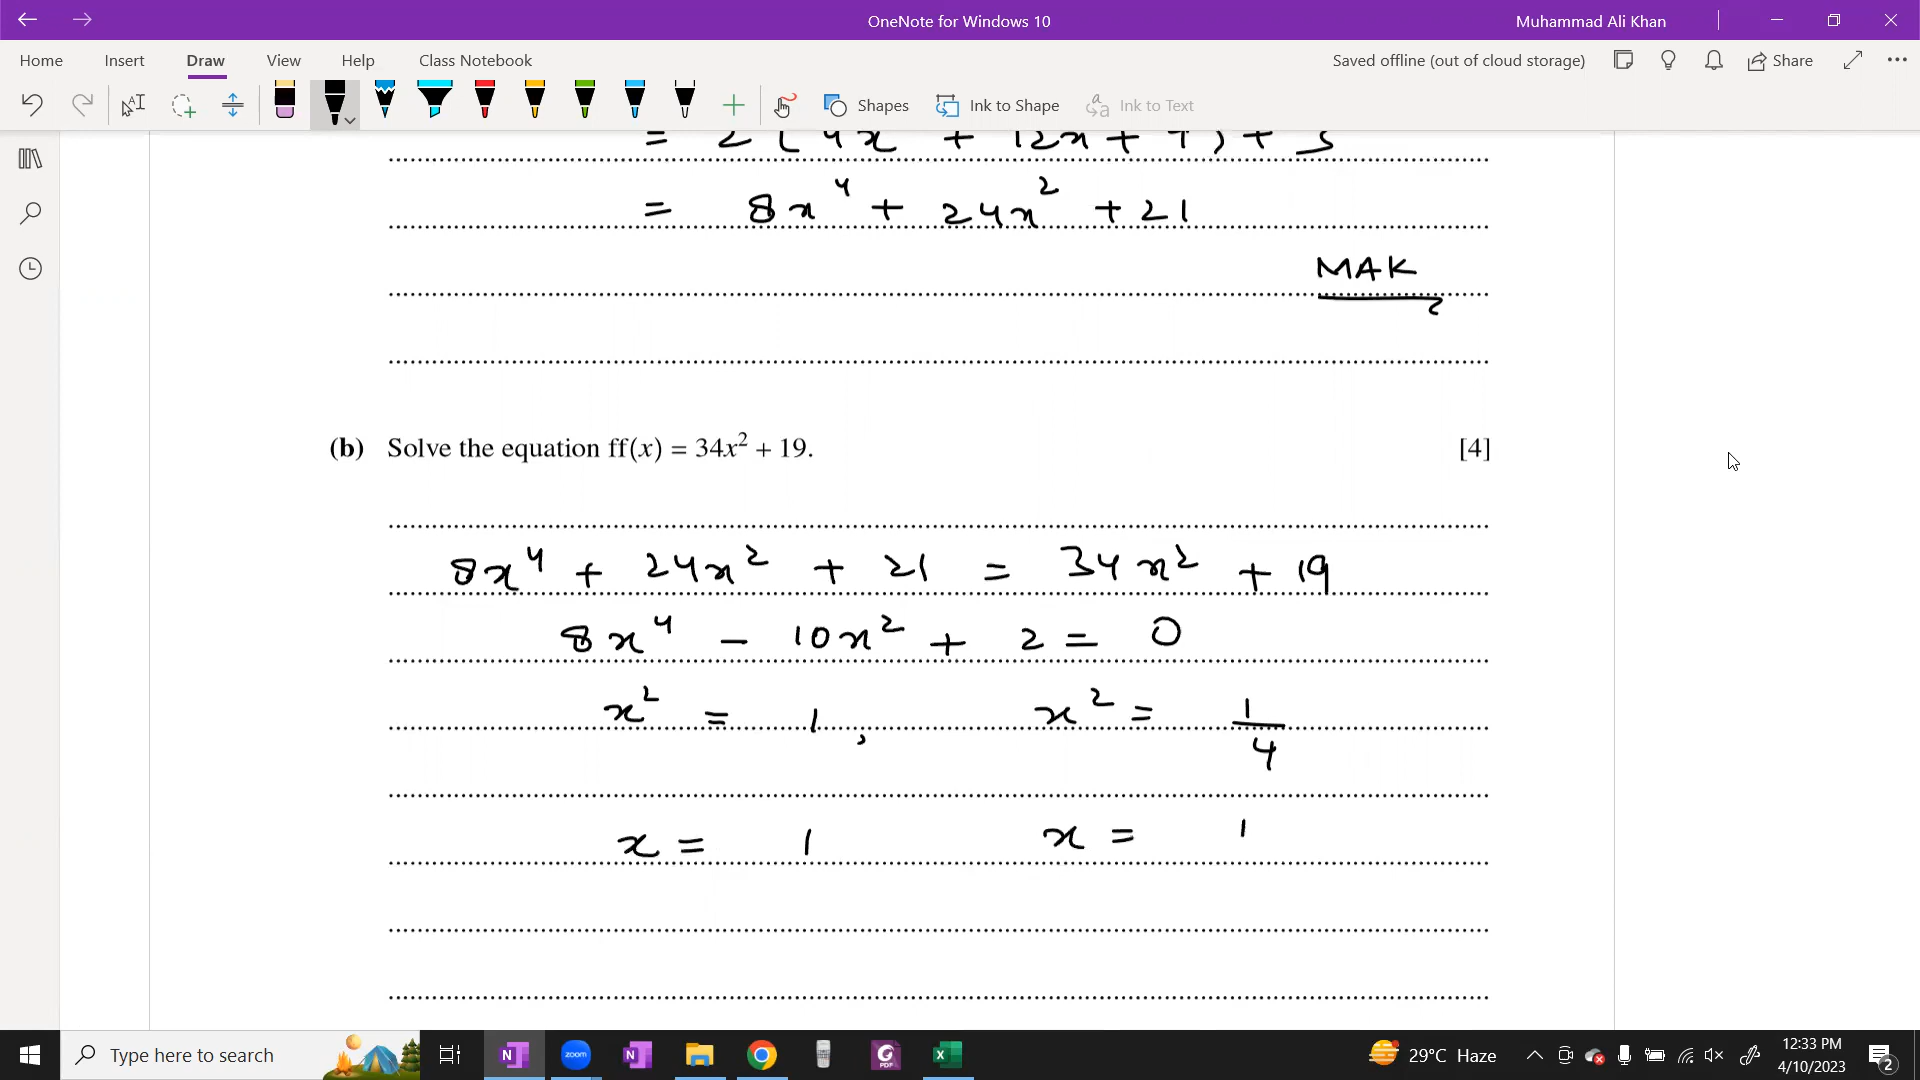 OneNote for Windows 10
Muhammad Ali Khan
Home Insert Draw View Help Class Notebook
Saved offline (out of cloud storage)
Share
Shapes
Ink to Shape
Ink to Text
= 8x⁴ + 24x² + 21
MAK
(b) Solve the equation ff(x) = 34x² + 19. [4]
8x⁴ + 24x² + 21 = 34x² + 19
8x⁴ - 10x² + 2 = 0
x² = 1, x² = 1/4
x = 1 x = 1
Type here to search
zoom
29°C Haze
12:33 PM
4/10/2023
2